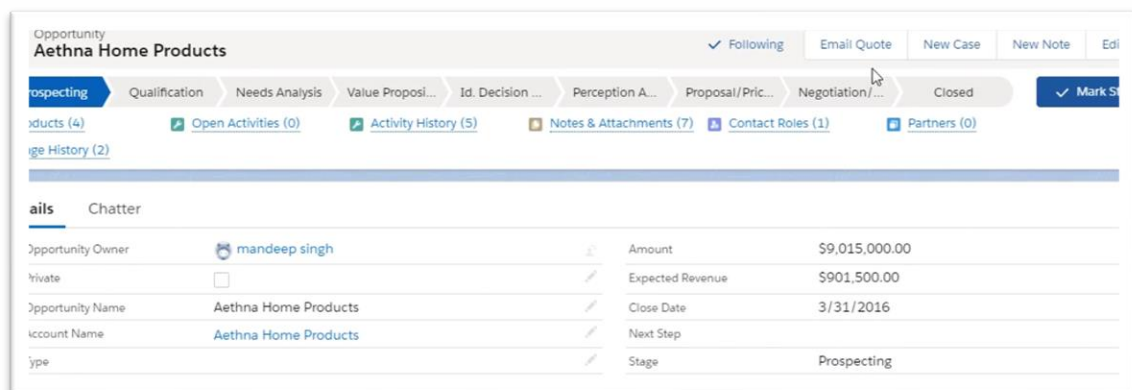 Opportunity
Aethna Home Products
Following Email Quote New Case New Note Edi
rospecting Qualification Needs Analysis Value Proposi... Id. Decision ... Perception A... Proposal/Pric... Negotiation/... Closed Mark St
oducts (4) Open Activities (0) Activity History (5) Notes & Attachments (7) Contact Roles (1) Partners (0)
ge History (2)
ails Chatter
Opportunity Owner mandeep singh Amount $9,015,000.00
Private Expected Revenue $901,500.00
Opportunity Name Aethna Home Products Close Date 3/31/2016
Account Name Aethna Home Products Next Step
Type Stage Prospecting